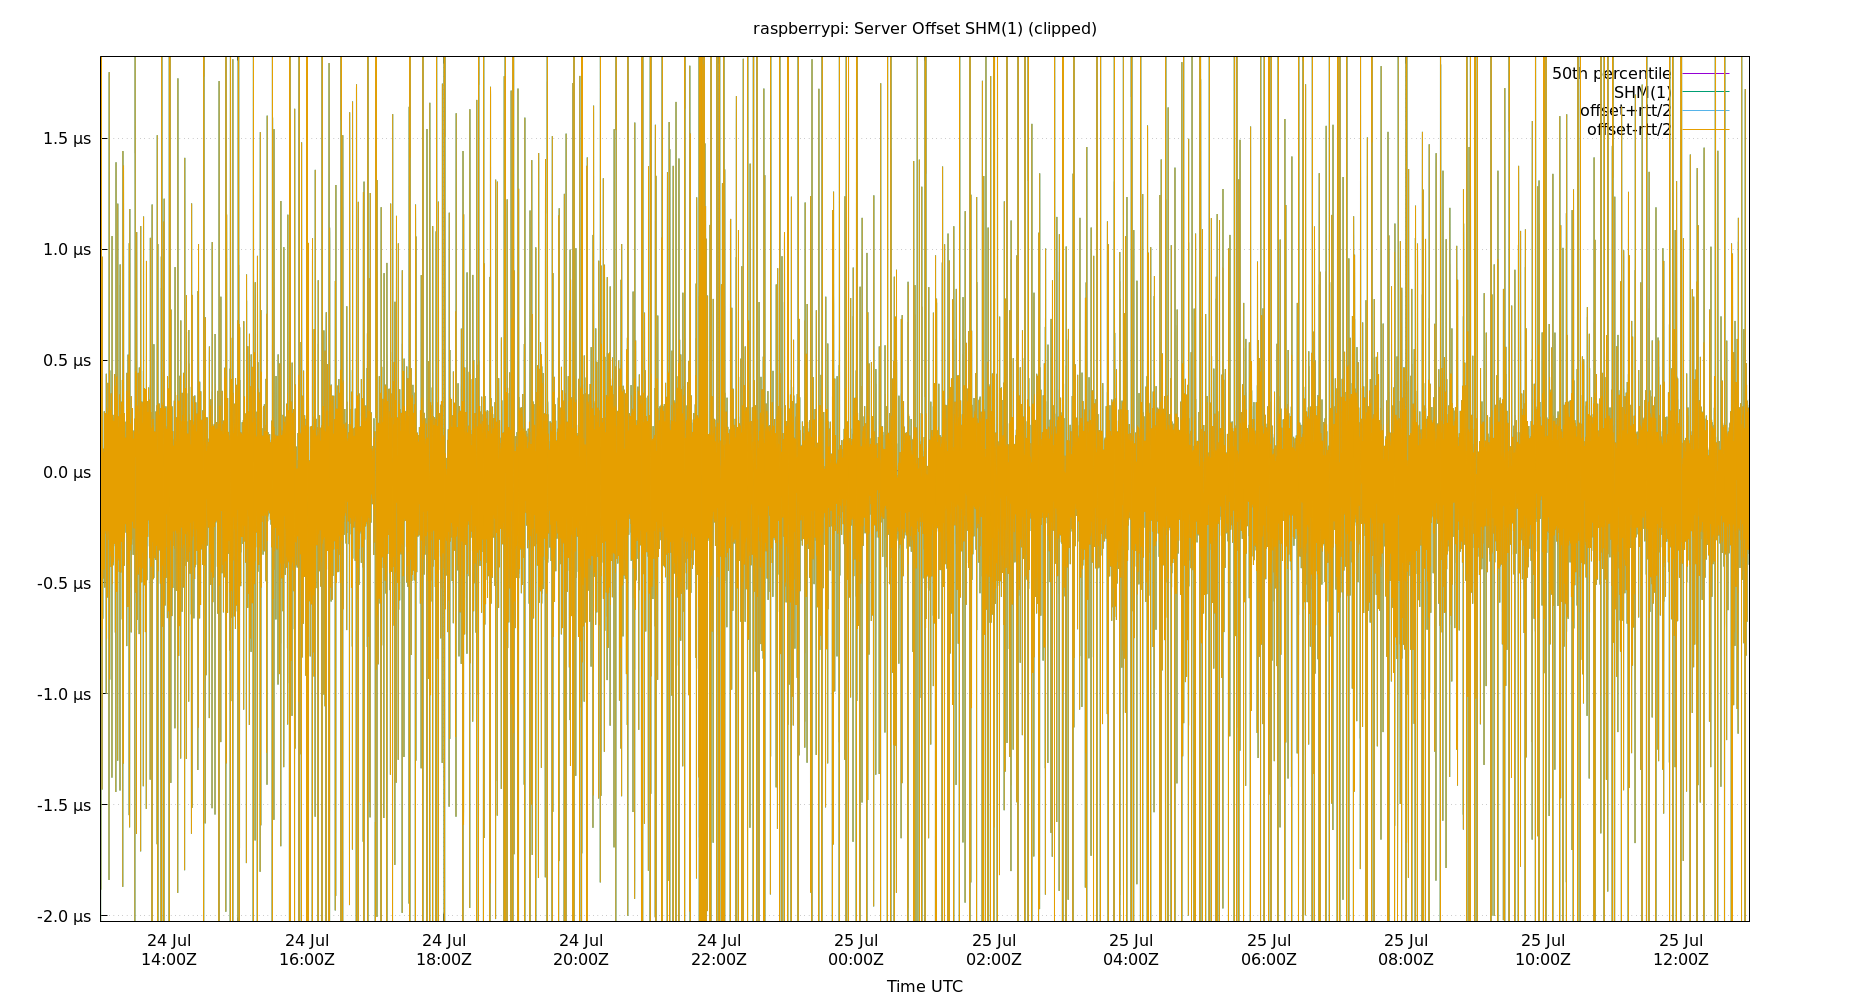 raspberrypi: Server Offset SHM(1) (clipped)
50th percentile
SHM(1)
offset+rtt/2
offset-rtt/2
1.5 µs
1.0 µs
0.5 µs
0.0 µs
-0.5 µs
-1.0 µs
-1.5 µs
-2.0 µs
24 Jul 24 Jul 24 Jul 24 Jul 24 Jul 25 Jul 25 Jul 25 Jul 25 Jul 25 Jul 25 Jul 25 Jul
14:00Z 16:00Z 18:00Z 20:00Z 22:00Z 00:00Z 02:00Z 04:00Z 06:00Z 08:00Z 10:00Z 12:00Z
Time UTC